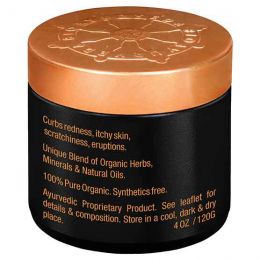 Curbs redness, itchy skin,
scratchiness, eruptions.
Unique Blend of Organic Herbs,
Minerals & Natural Oils.
100% Pure Organic. Synthetics free.
Ayurvedic Proprietary Product. See leaflet for
details & composition. Store in a cool, dark & dry
place.
4 OZ / 120G